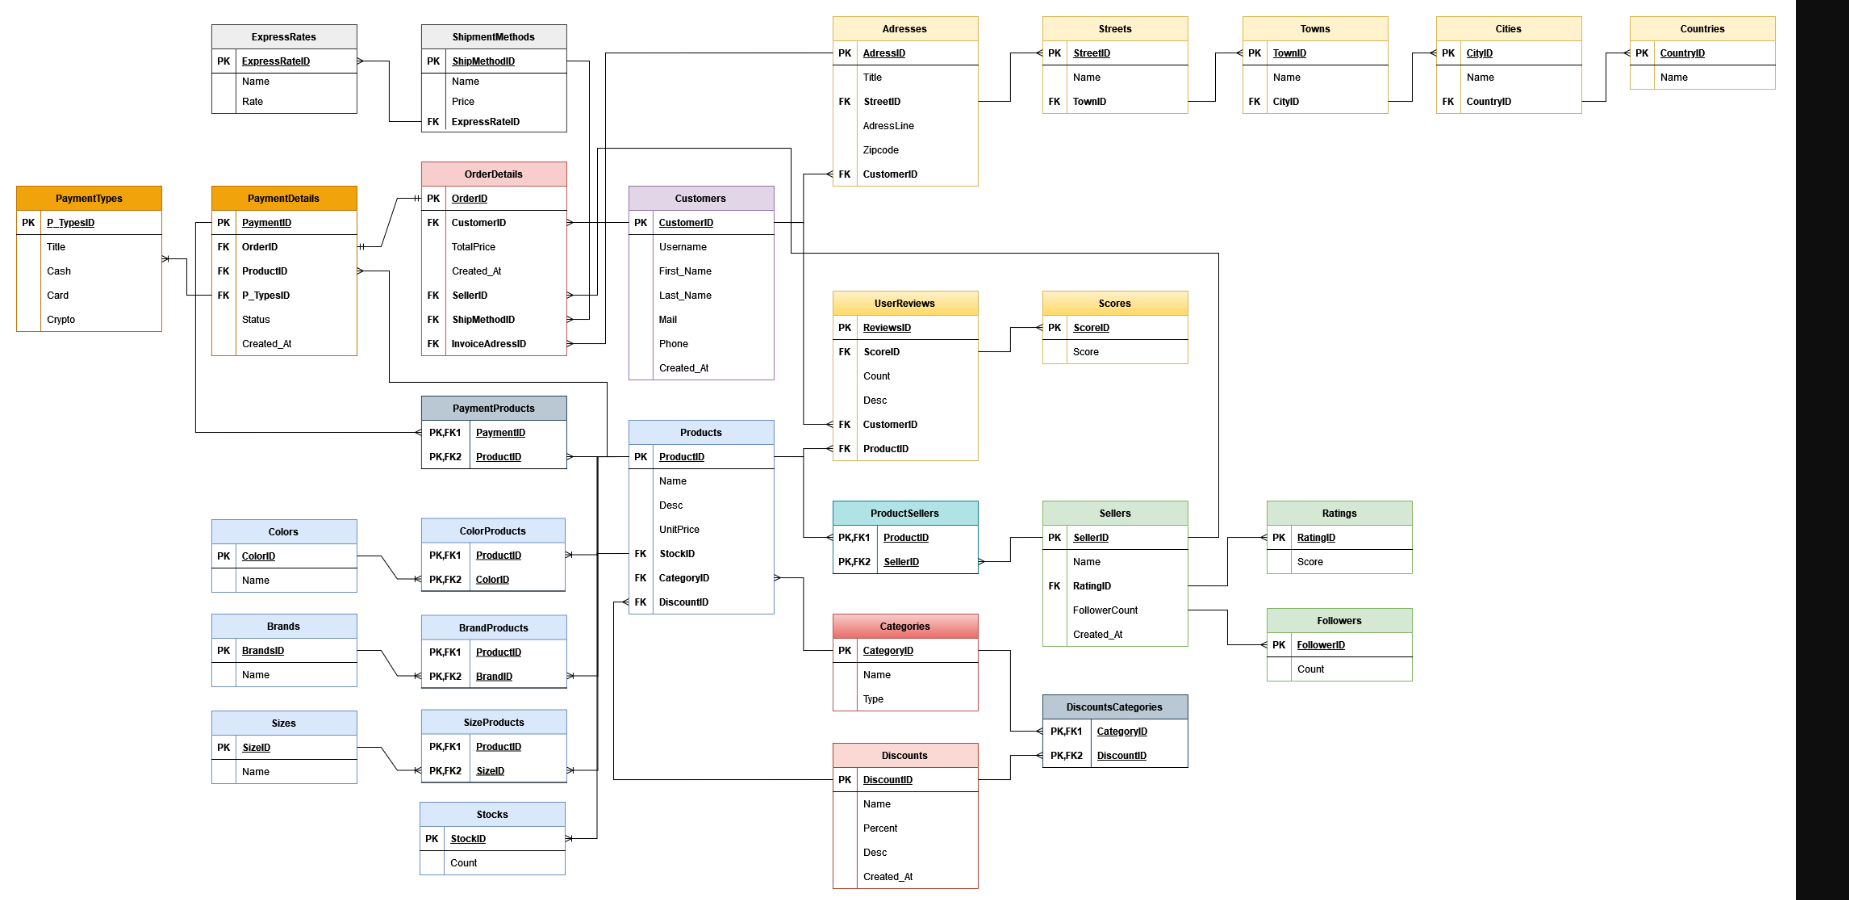 ExpressRates
PK ExpressRateID
Name
Rate
ShipmentMethods
PK ShipMethodID
Name
Price
FK ExpressRateID
Adresses
PK AdressID
Title
FK StreetID
AdressLine
Zipcode
FK CustomerID
Streets
PK StreetID
Name
FK TownID
Towns
PK TownID
Name
FK CityID
Cities
PK CityID
Name
FK CountryID
Countries
PK CountryID
Name
PaymentTypes
PK P_TypesID
Title
Cash
Card
Crypto
PaymentDetails
PK PaymentID
FK OrderID
FK ProductID
FK P_TypesID
Status
Created_At
OrderDetails
PK OrderID
FK CustomerID
TotalPrice
Created_At
FK SellerID
FK ShipMethodID
FK InvoiceAdressID
Customers
PK CustomerID
Username
First_Name
Last_Name
Mail
Phone
Created_At
UserReviews
PK ReviewsID
FK ScoreID
Count
Desc
FK CustomerID
FK ProductID
Scores
PK ScoreID
Score
PaymentProducts
PK,FK1 PaymentID
PK,FK2 ProductID
Products
PK ProductID
Name
Desc
UnitPrice
FK StockID
FK CategoryID
FK DiscountID
ProductSellers
PK,FK1 ProductID
PK,FK2 SellerID
Sellers
PK SellerID
Name
FK RatingID
FollowerCount
Created_At
Ratings
PK RatingID
Score
Followers
PK FollowerID
Count
Colors
PK ColorID
Name
ColorProducts
PK,FK1 ProductID
PK,FK2 ColorID
Brands
PK BrandsID
Name
BrandProducts
PK,FK1 ProductID
PK,FK2 BrandID
Categories
PK CategoryID
Name
Type
DiscountsCategories
PK,FK1 CategoryID
PK,FK2 DiscountID
Sizes
PK SizeID
Name
SizeProducts
PK,FK1 ProductID
PK,FK2 SizeID
Discounts
PK DiscountID
Name
Percent
Desc
Created_At
Stocks
PK StockID
Count